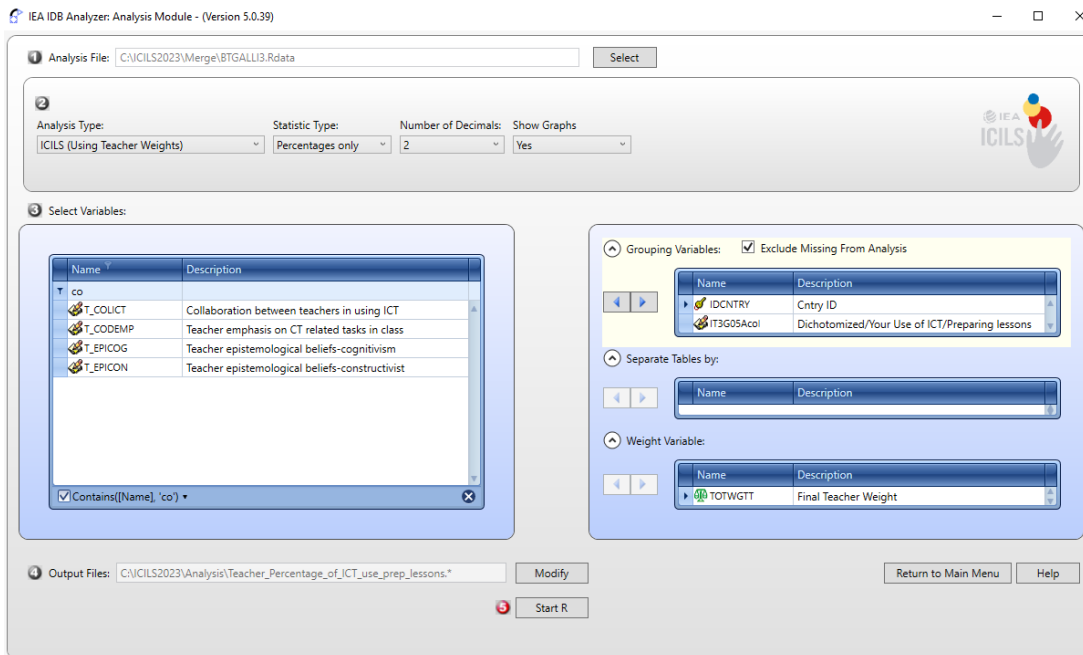 IEA IDB Analyzer: Analysis Module - (Version 5.0.39)
1 Analysis File: C:\ICILS2023\Merge\BTGALLI3.Rdata Select
2
Analysis Type: Statistic Type: Number of Decimals: Show Graphs
ICILS (Using Teacher Weights) Percentages only 2 Yes
IEA
ICILS
3 Select Variables:
Name Description
co
T_COLICT Collaboration between teachers in using ICT
T_CODEMP Teacher emphasis on CT related tasks in class
T_EPICOG Teacher epistemological beliefs-cognitivism
T_EPICON Teacher epistemological beliefs-constructivist
Contains([Name], 'co')
Grouping Variables: Exclude Missing From Analysis
Name Description
IDCNTRY Cntry ID
IT3G05Acol Dichotomized/Your Use of ICT/Preparing lessons
Separate Tables by:
Name Description
Weight Variable:
Name Description
TOTWGTT Final Teacher Weight
4 Output Files: C:\ICILS2023\Analysis\Teacher_Percentage_of_ICT_use_prep_lessons.* Modify Return to Main Menu Help
5 Start R